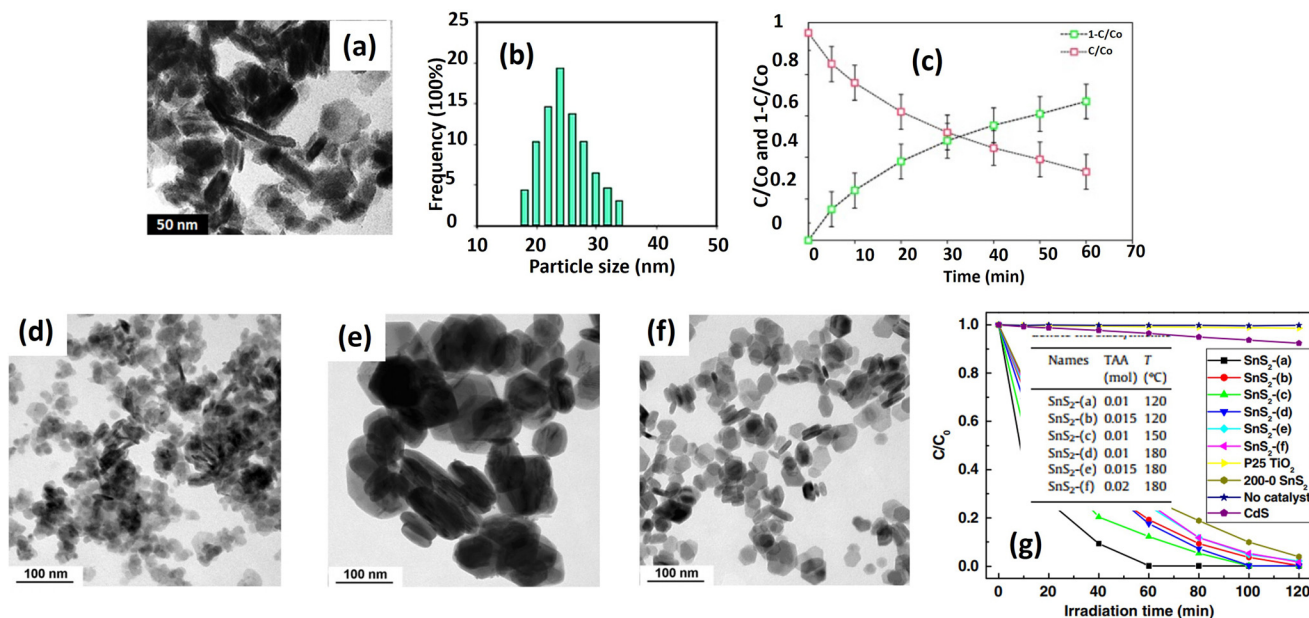 (a)
50 nm
(b)
25
20
15
10
5
0
10 20 30 40 50
Frequency (100%)
Particle size (nm)
(c)
1-C/Co
C/Co
1
0.8
0.6
0.4
0.2
0
0 10 20 30 40 50 60 70
C/Co and 1-C/Co
Time (min)
(d)
100 nm
(e)
100 nm
(f)
100 nm
1.0
0.8
0.6
0.4
0.2
0.0
0 20 40 60 80 100 120
C/C₀
Irradiation time (min)
Names TAA T
(mol) (°C)
SnS₂-(a) 0.01 120
SnS₂-(b) 0.015 120
SnS₂-(c) 0.01 150
SnS₂-(d) 0.01 180
SnS₂-(e) 0.015 180
SnS₂-(f) 0.02 180
SnS₂-(a)
SnS₂-(b)
SnS₂-(c)
SnS₂-(d)
SnS₂-(e)
SnS₂-(f)
P25 TiO₂
200-0 SnS₂
No catalyst
CdS
(g)